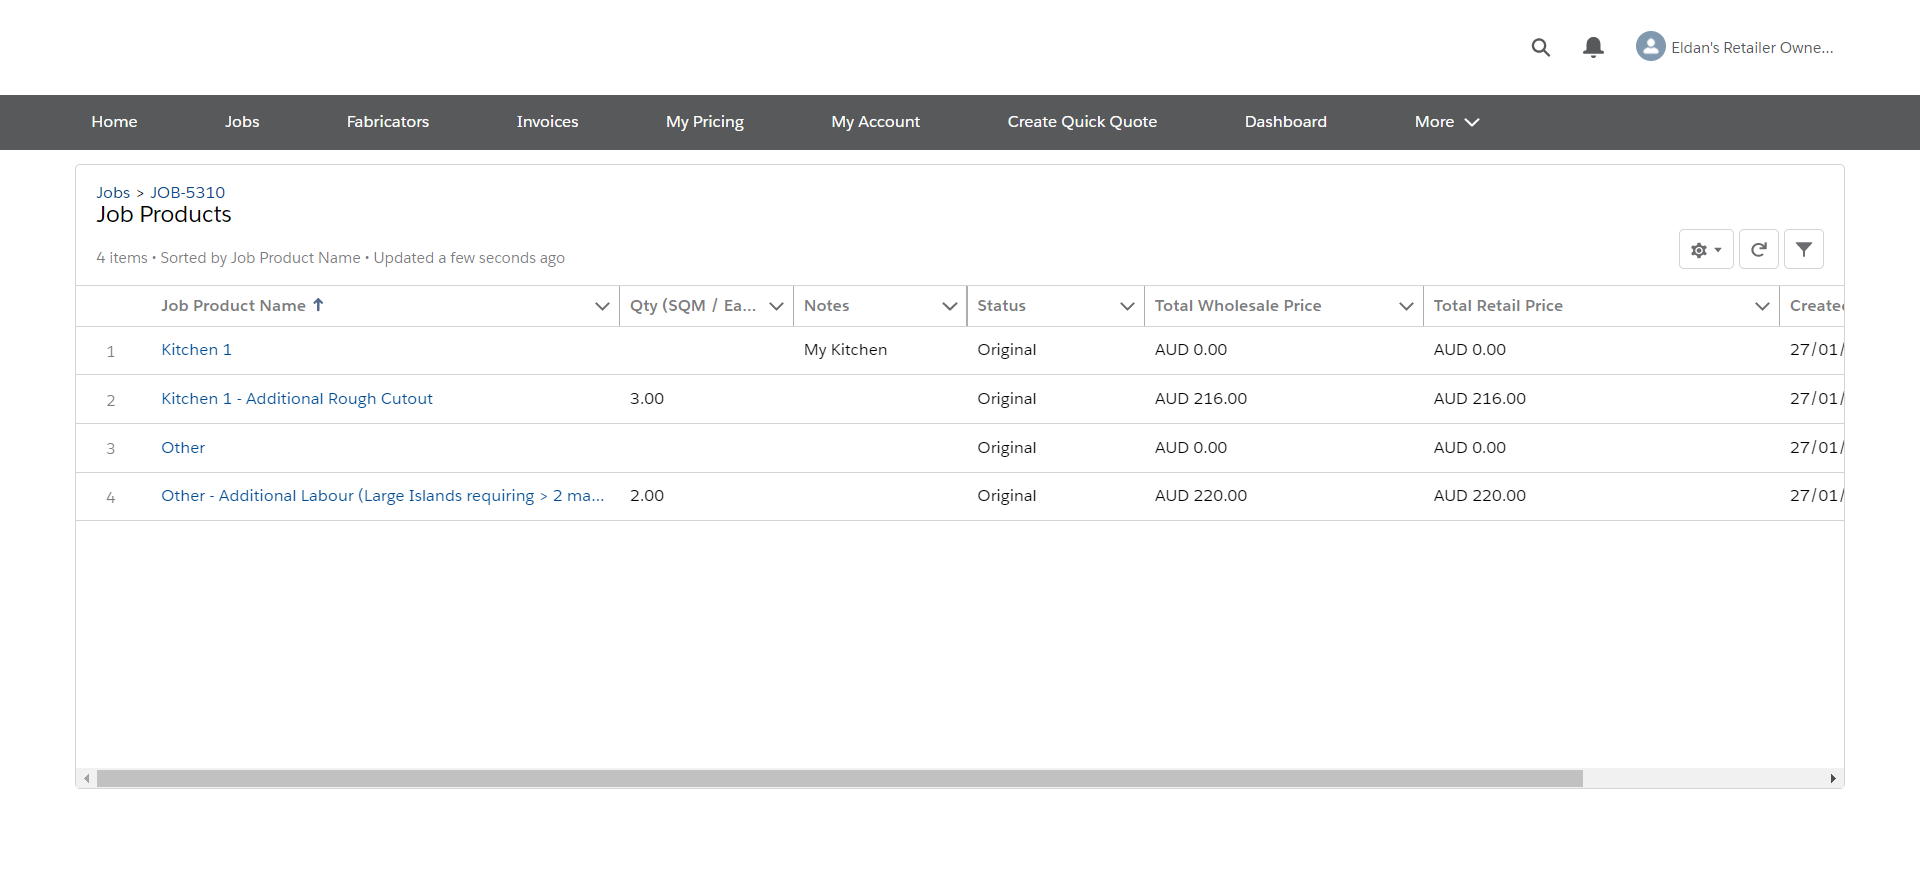 Eldan's Retailer Owne...
Home Jobs Fabricators Invoices My Pricing My Account Create Quick Quote Dashboard More
Jobs > JOB-5310
Job Products
4 items • Sorted by Job Product Name • Updated a few seconds ago
Job Product Name Qty (SQM / Ea... Notes Status Total Wholesale Price Total Retail Price Created
1 Kitchen 1 My Kitchen Original AUD 0.00 AUD 0.00 27/01/
2 Kitchen 1 - Additional Rough Cutout 3.00 Original AUD 216.00 AUD 216.00 27/01/
3 Other Original AUD 0.00 AUD 0.00 27/01/
4 Other - Additional Labour (Large Islands requiring > 2 ma... 2.00 Original AUD 220.00 AUD 220.00 27/01/